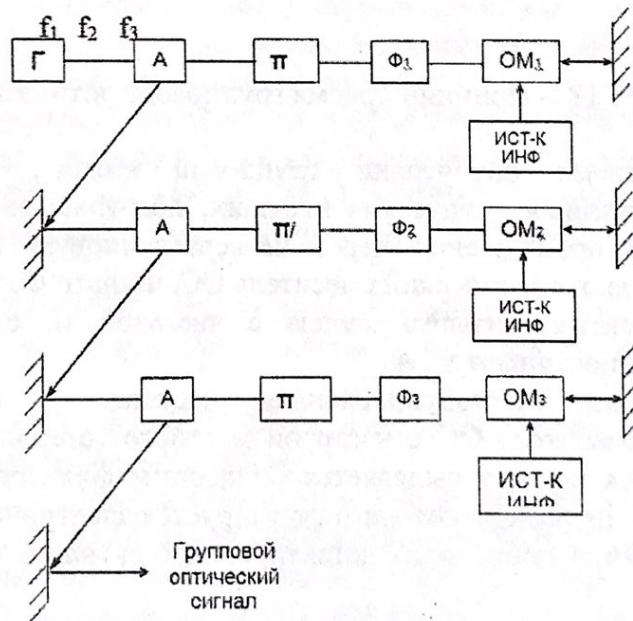 f₁ f₂ f₃
Г А П Ф₁ ОМ₁
ИСТ-К
ИНФ
А П/ Ф₂ ОМ₂
ИСТ-К
ИНФ
А П Ф₃ ОМ₃
ИСТ-К
ИНФ
Групповой
оптический
сигнал